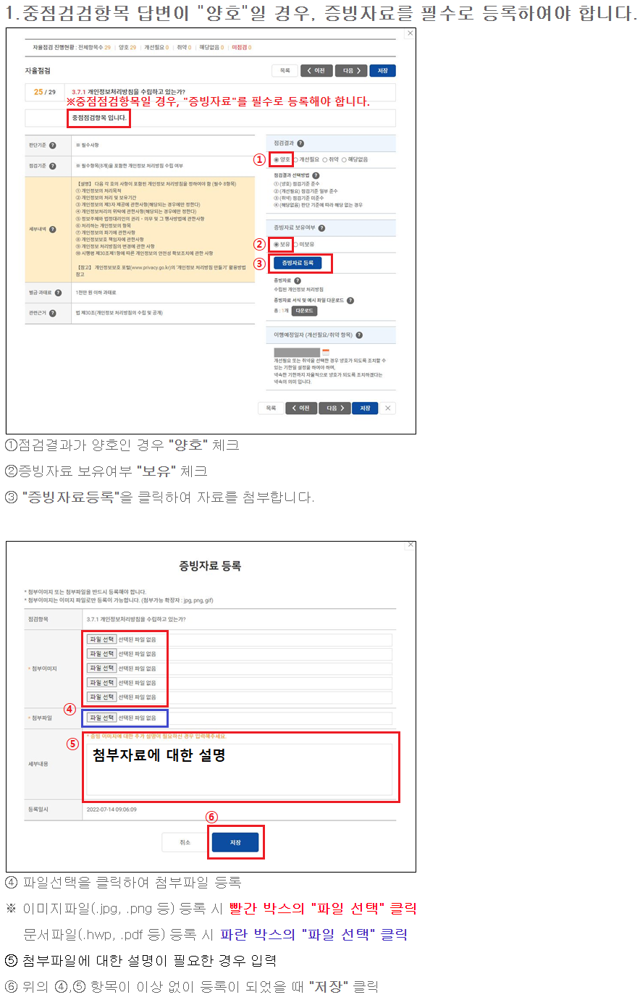 1.중점검검항목 답변이 "양호"일 경우, 증빙자료를 필수로 등록하여야 합니다.
자율점검 진행현황 : 전체항목수 29 | 양호 29 | 개선필요 0 | 취약 0 | 해당없음 0 | 미점검 0
자율점검
목록 이전 다음 저장
25 / 29 3.7.1 개인정보처리방침을 수립하고 있는가?
※중점점검항목일 경우, "증빙자료"를 필수로 등록해야 합니다.
중점점검항목 입니다.
판단기준 ?
※ 필수사항
점검기준 ?
※ 필수항목(8개)을 포함한 개인정보 처리방침 수립 여부
세부내역 ?
【설명】 다음 각 호의 사항이 포함된 개인정보 처리방침을 정하여야 함 (필수 8항목)
① 개인정보의 처리목적
② 개인정보의 처리 및 보유기간
③ 개인정보의 제3자 제공에 관한사항(해당되는 경우에만 정한다)
④ 개인정보처리의 위탁에 관한사항(해당되는 경우에만 정한다)
⑤ 정보주체와 법정대리인의 권리·의무 및 그 행사방법에 관한사항
⑥ 처리하는 개인정보의 항목
⑦ 개인정보의 파기에 관한사항
⑧ 개인정보보호 책임자에 관한사항
⑨ 개인정보 처리방침의 변경에 관한 사항
⑩ 시행령 제30조제1항에 따른 개인정보의 안전성 확보조치에 관한 사항
【참고】 개인정보보호 포털(www.privacy.go.kr)의 '개인정보 처리방침 만들기' 활용방법
참고
벌금·과태료 ?
1천만 원 이하 과태료
관련근거 ?
법 제30조(개인정보 처리방침의 수립 및 공개)
점검결과 ?
① 양호 개선필요 취약 해당없음
점검결과 선택방법 ?
① (양호) 점검기준 준수
② (개선필요) 점검기준 일부 준수
③ (취약) 점검기준 미준수
④ (해당없음) 판단 기준에 따라 해당 없는 경우
증빙자료 보유여부 ?
② 보유 미보유
③ 증빙자료 등록
증빙자료 ?
수립된 개인정보 처리방침
증빙자료 서식 및 예시 파일 다운로드 ?
총 : 1개 다운로드
이행예정일자 (개선필요/취약 항목) ?
개선필요 또는 취약을 선택한 경우 양호가 되도록 조치할 수
있는 기한일 설정을 하여야 하며,
약속한 기한까지 자율적으로 양호가 되도록 조치하겠다는
약속의 의미 입니다.
목록 이전 다음 저장
①점검결과가 양호인 경우 "양호" 체크
②증빙자료 보유여부 "보유" 체크
③ "증빙자료등록"을 클릭하여 자료를 첨부합니다.
증빙자료 등록
* 첨부이미지 또는 첨부파일을 반드시 등록해야 합니다.
* 첨부이미지는 이미지 파일로만 등록이 가능합니다. (첨부가능 확장자 : jpg, png, gif)
점검항목 3.7.1 개인정보처리방침을 수립하고 있는가?
* 첨부이미지
파일 선택 선택된 파일 없음
파일 선택 선택된 파일 없음
파일 선택 선택된 파일 없음
파일 선택 선택된 파일 없음
파일 선택 선택된 파일 없음
④
* 첨부파일 파일 선택 선택된 파일 없음
⑤ * 증빙 이미지에 대한 추가 설명이 필요하신 경우 입력해주세요.
세부내용
첨부자료에 대한 설명
등록일시 2022-07-14 09:06:09
⑥
취소 저장
④ 파일선택을 클릭하여 첨부파일 등록
※ 이미지파일(.jpg, .png 등) 등록 시 빨간 박스의 "파일 선택" 클릭
문서파일(.hwp, .pdf 등) 등록 시 파란 박스의 "파일 선택" 클릭
⑤ 첨부파일에 대한 설명이 필요한 경우 입력
⑥ 위의 ④,⑤ 항목이 이상 없이 등록이 되었을 때 "저장" 클릭